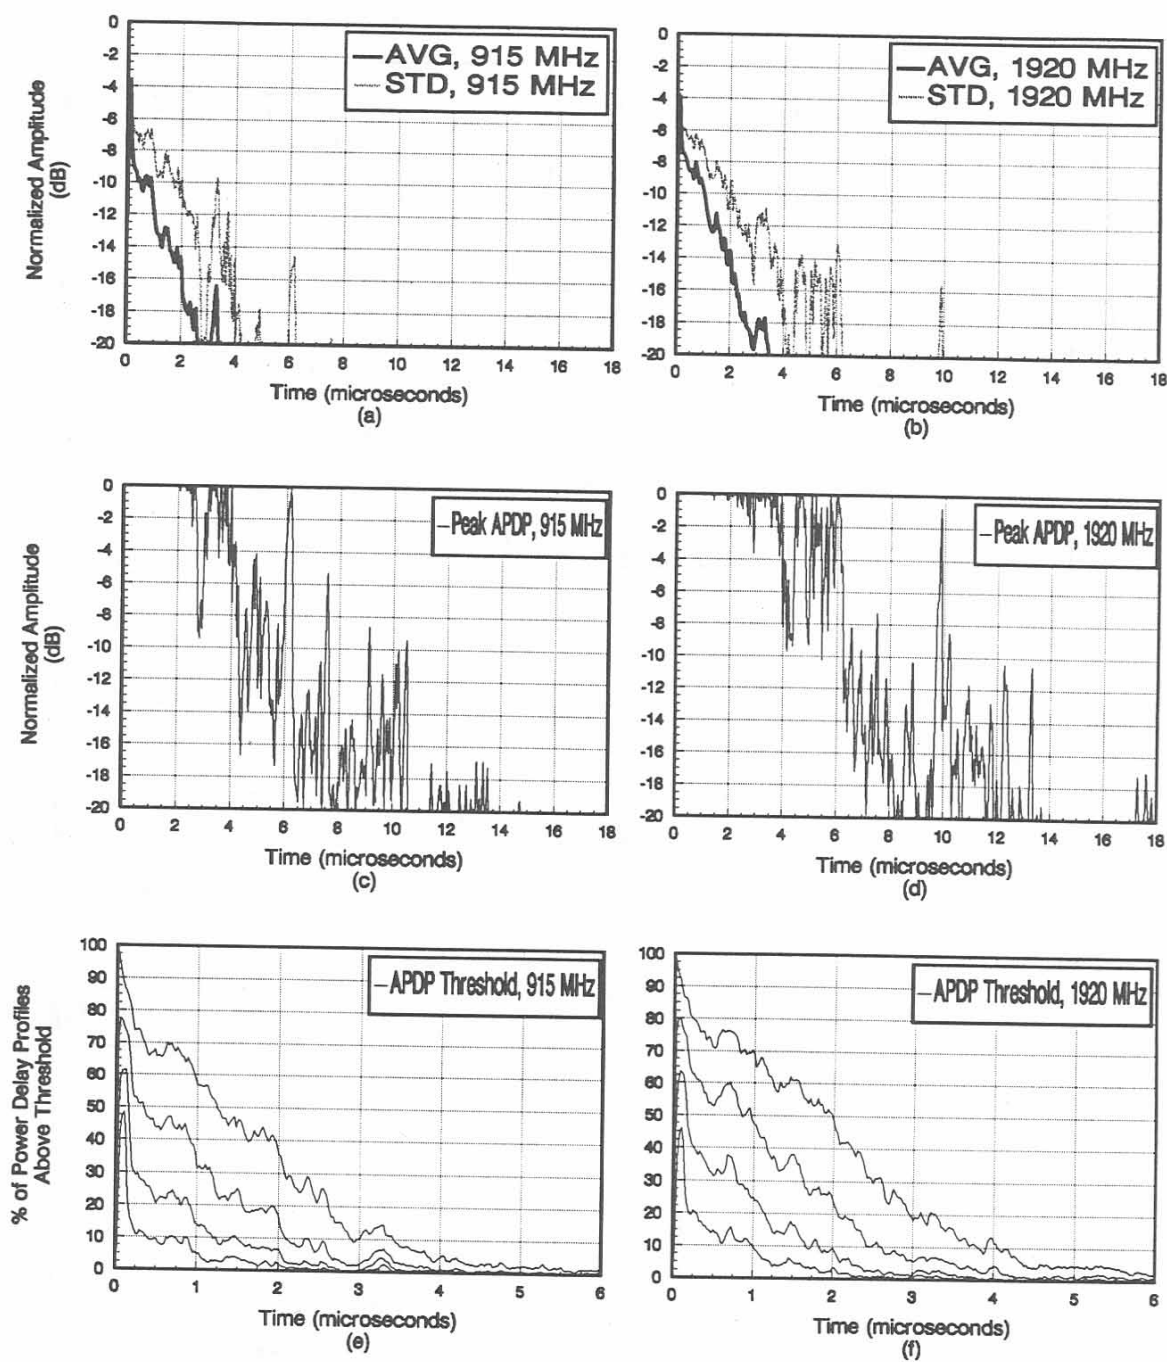 0
-2
-4
-6
-8
-10
-12
-14
-16
-18
-20
Normalized Amplitude
(dB)
AVG, 915 MHz
STD, 915 MHz
0 2 4 6 8 10 12 14 16 18
Time (microseconds)
(a)
0
-2
-4
-6
-8
-10
-12
-14
-16
-18
-20
AVG, 1920 MHz
STD, 1920 MHz
0 2 4 6 8 10 12 14 16 18
Time (microseconds)
(b)
0
-2
-4
-6
-8
-10
-12
-14
-16
-18
-20
Normalized Amplitude
(dB)
Peak APDP, 915 MHz
0 2 4 6 8 10 12 14 16 18
Time (microseconds)
(c)
0
-2
-4
-6
-8
-10
-12
-14
-16
-18
-20
Peak APDP, 1920 MHz
0 2 4 6 8 10 12 14 16 18
Time (microseconds)
(d)
100
90
80
70
60
50
40
30
20
10
0
% of Power Delay Profiles
Above Threshold
APDP Threshold, 915 MHz
0 1 2 3 4 5 6
Time (microseconds)
(e)
100
90
80
70
60
50
40
30
20
10
0
APDP Threshold, 1920 MHz
0 1 2 3 4 5 6
Time (microseconds)
(f)